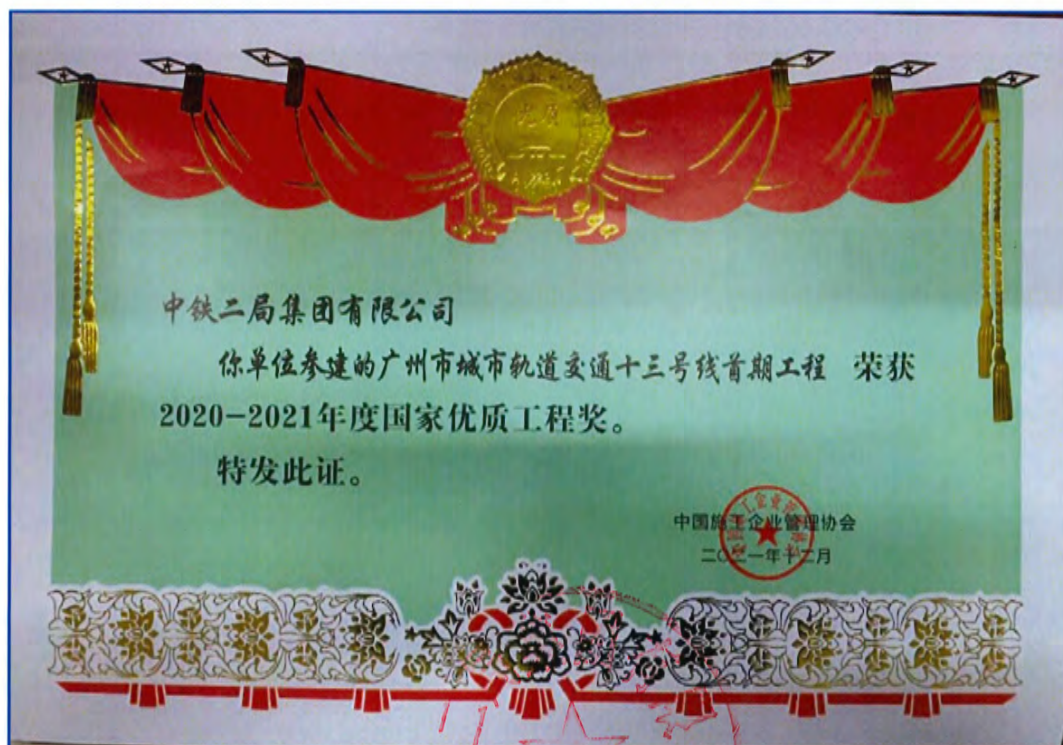 中铁二局集团有限公司
你单位参建的广州市城市轨道交通十三号线首期工程 荣获
2020-2021年度国家优质工程奖。
特发此证。
中国施工企业管理协会
二〇二一年十二月